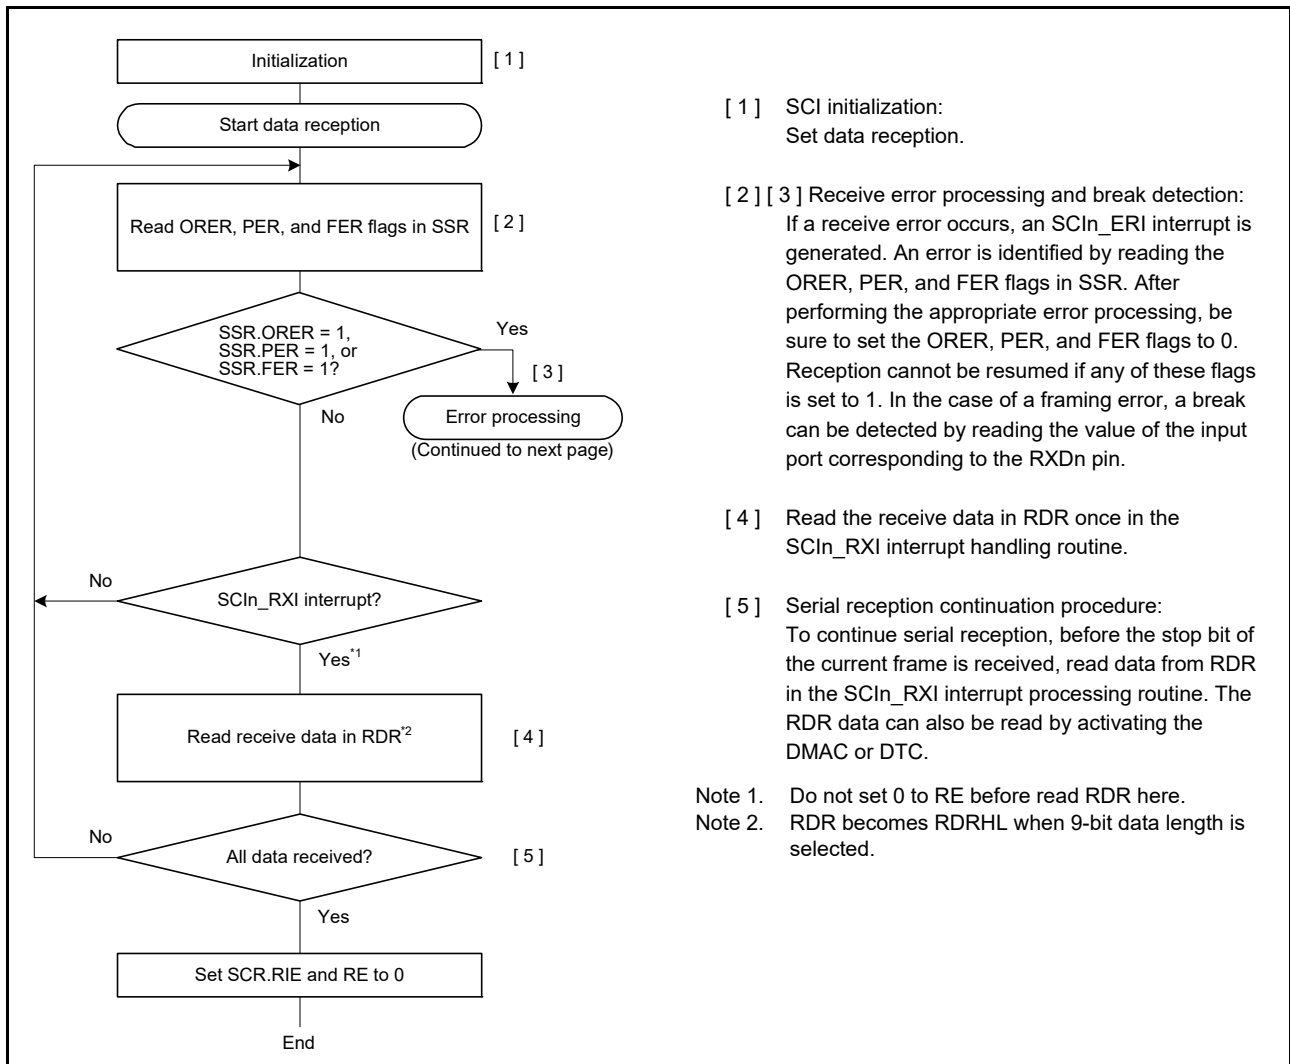 Initialization
[ 1 ]
Start data reception
Read ORER, PER, and FER flags in SSR
[ 2 ]
SSR.ORER = 1,
SSR.PER = 1, or
SSR.FER = 1?
Yes
[ 3 ]
No
Error processing
(Continued to next page)
No
SCIn_RXI interrupt?
Yes*1
Read receive data in RDR*2
[ 4 ]
No
All data received?
[ 5 ]
Yes
Set SCR.RIE and RE to 0
End
[ 1 ] SCI initialization:
Set data reception.
[ 2 ] [ 3 ] Receive error processing and break detection:
If a receive error occurs, an SCIn_ERI interrupt is
generated. An error is identified by reading the
ORER, PER, and FER flags in SSR. After
performing the appropriate error processing, be
sure to set the ORER, PER, and FER flags to 0.
Reception cannot be resumed if any of these flags
is set to 1. In the case of a framing error, a break
can be detected by reading the value of the input
port corresponding to the RXDn pin.
[ 4 ] Read the receive data in RDR once in the
SCIn_RXI interrupt handling routine.
[ 5 ] Serial reception continuation procedure:
To continue serial reception, before the stop bit of
the current frame is received, read data from RDR
in the SCIn_RXI interrupt processing routine. The
RDR data can also be read by activating the
DMAC or DTC.
Note 1. Do not set 0 to RE before read RDR here.
Note 2. RDR becomes RDRHL when 9-bit data length is
selected.